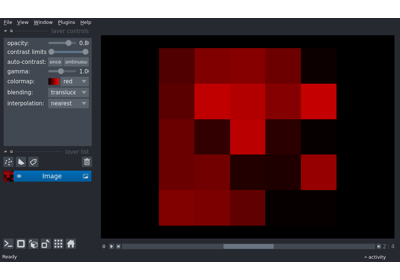 File View Window Plugins Help
layer controls
opacity: 0.8
contrast limits
auto-contrast: once continuous
gamma: 1.0
colormap: red
blending: translucent
interpolation: nearest
layer list
Image
2 4
Ready activity